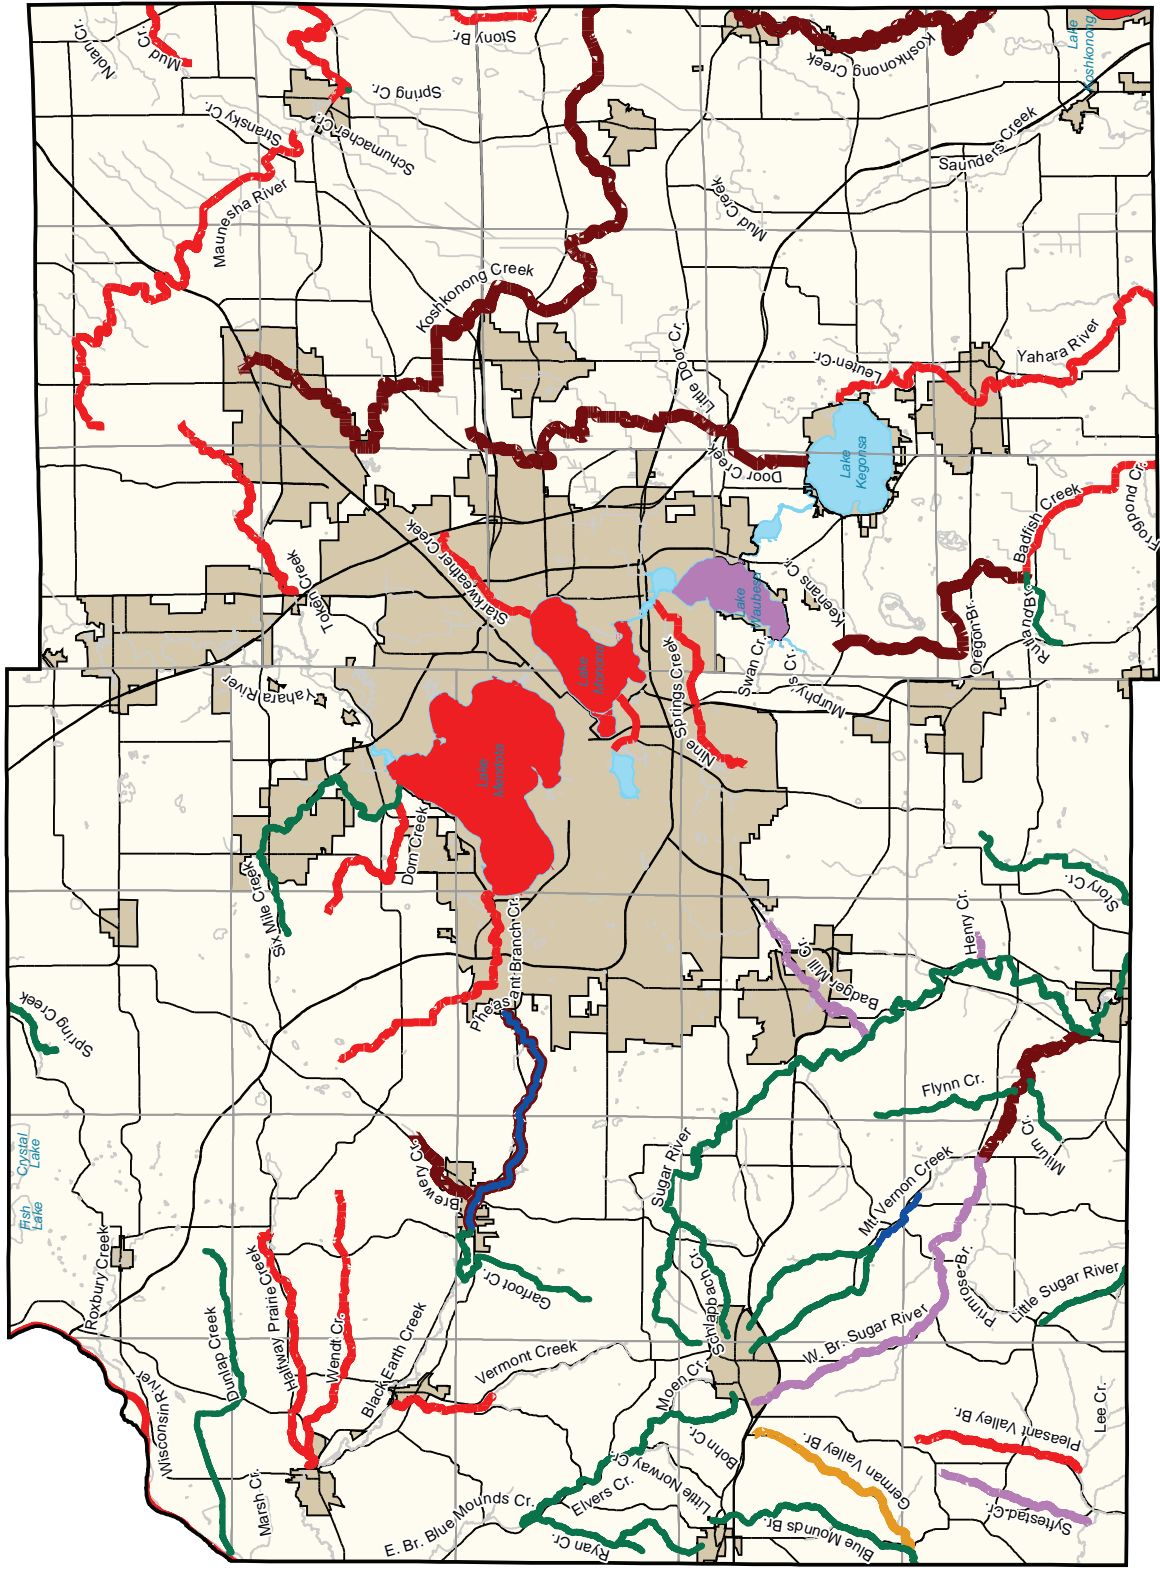 Nolan Cr.
Mud Cr.
Stony Br.
Koshkonong Creek
Lake
Koshkonong
Spring Cr.
Stransky Cr.
Schumacher Cr.
Saunders Creek
Mud Creek
Maunesha River
Koshkonong Creek
Little Door Cr.
Leuten Cr.
Yahara River
Door Creek
Lake
Kegonsa
Badfish Creek
Frogpond Cr.
Starkweather Creek
Token Creek
Lake
Waubesa
Keenans Cr.
Oregon Br.
Rutland Br.
Lake
Monona
Nine Springs Creek
Swan Cr.
Murphy's Cr.
Yahara River
Lake
Mendota
Dorn Creek
Six Mile Creek
Story Cr.
Henry Cr.
Pheasant Branch Cr.
Badger Mill Cr.
Spring Creek
Flynn Cr.
Milum Cr.
Crystal
Lake
Fish
Lake
Brewery Cr.
Sugar River
Mt. Vernon Creek
Roxbury Creek
Garfoot Cr.
Schlapbach Cr.
Primrose Br.
Little Sugar River
Dunlap Creek
Halfway Prairie Creek
Wendt Cr.
Black Earth Creek
Vermont Creek
W. Br. Sugar River
Moen Cr.
Wisconsin River
Lee Cr.
Pleasant Valley Br.
German Valley Br.
Bohn Cr.
Little Norway Cr.
Elvers Cr.
Marsh Cr.
E. Br. Blue Mounds Cr.
Ryan Cr.
Blue Mounds Br.
Syftestad Cr.